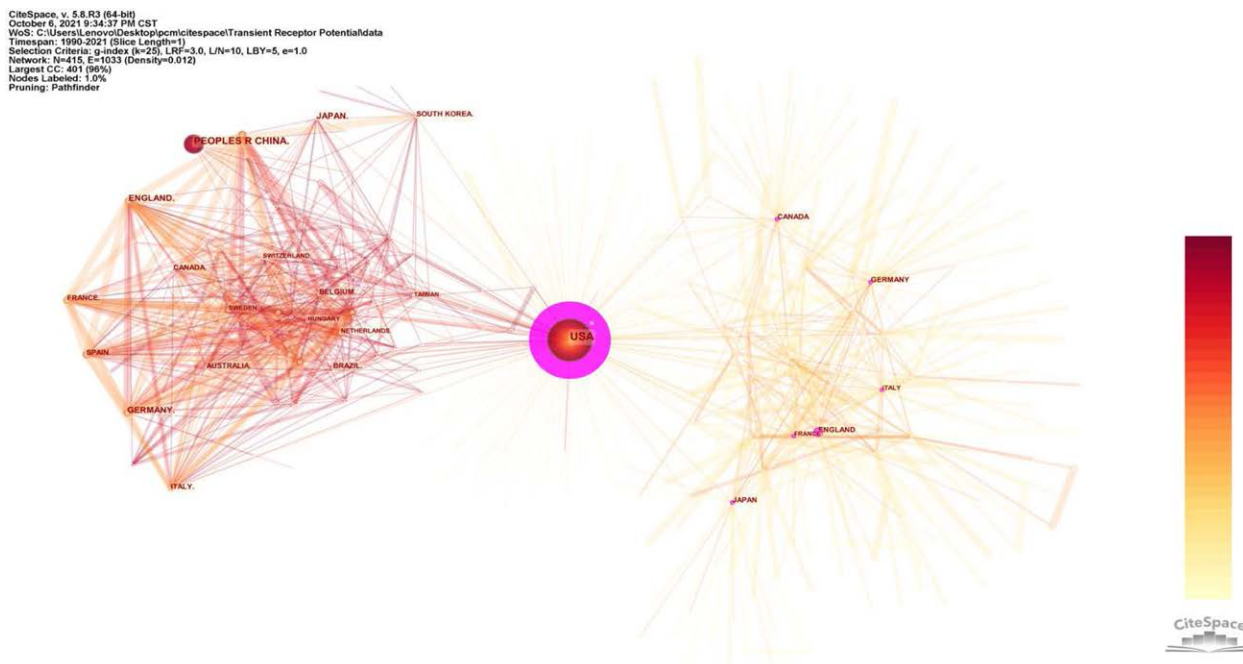 CiteSpace, v. 5.8.R3 (64-bit)
October 6, 2021 9:34:37 PM CST
WoS: C:\Users\Lenovo\Desktop\pcm\citespace\Transient Receptor Potential\data
Timespan: 1990-2021 (Slice Length=1)
Selection Criteria: g-index (k=25), LRF=3.0, L/N=10, LBY=5, e=1.0
Network: N=415, E=1033 (Density=0.012)
Largest CC: 401 (96%)
Nodes Labeled: 1.0%
Pruning: Pathfinder
JAPAN.
SOUTH KOREA.
PEOPLES R CHINA.
ENGLAND.
CANADA
SWITZERLAND.
CANADA.
GERMANY
BELGIUM.
TAIWAN
FRANCE.
SWEDEN
HUNGARY
NETHERLANDS.
USA
SPAIN.
AUSTRALIA.
BRAZIL.
ITALY
GERMANY.
FRANCE
ENGLAND
ITALY.
JAPAN
CiteSpace